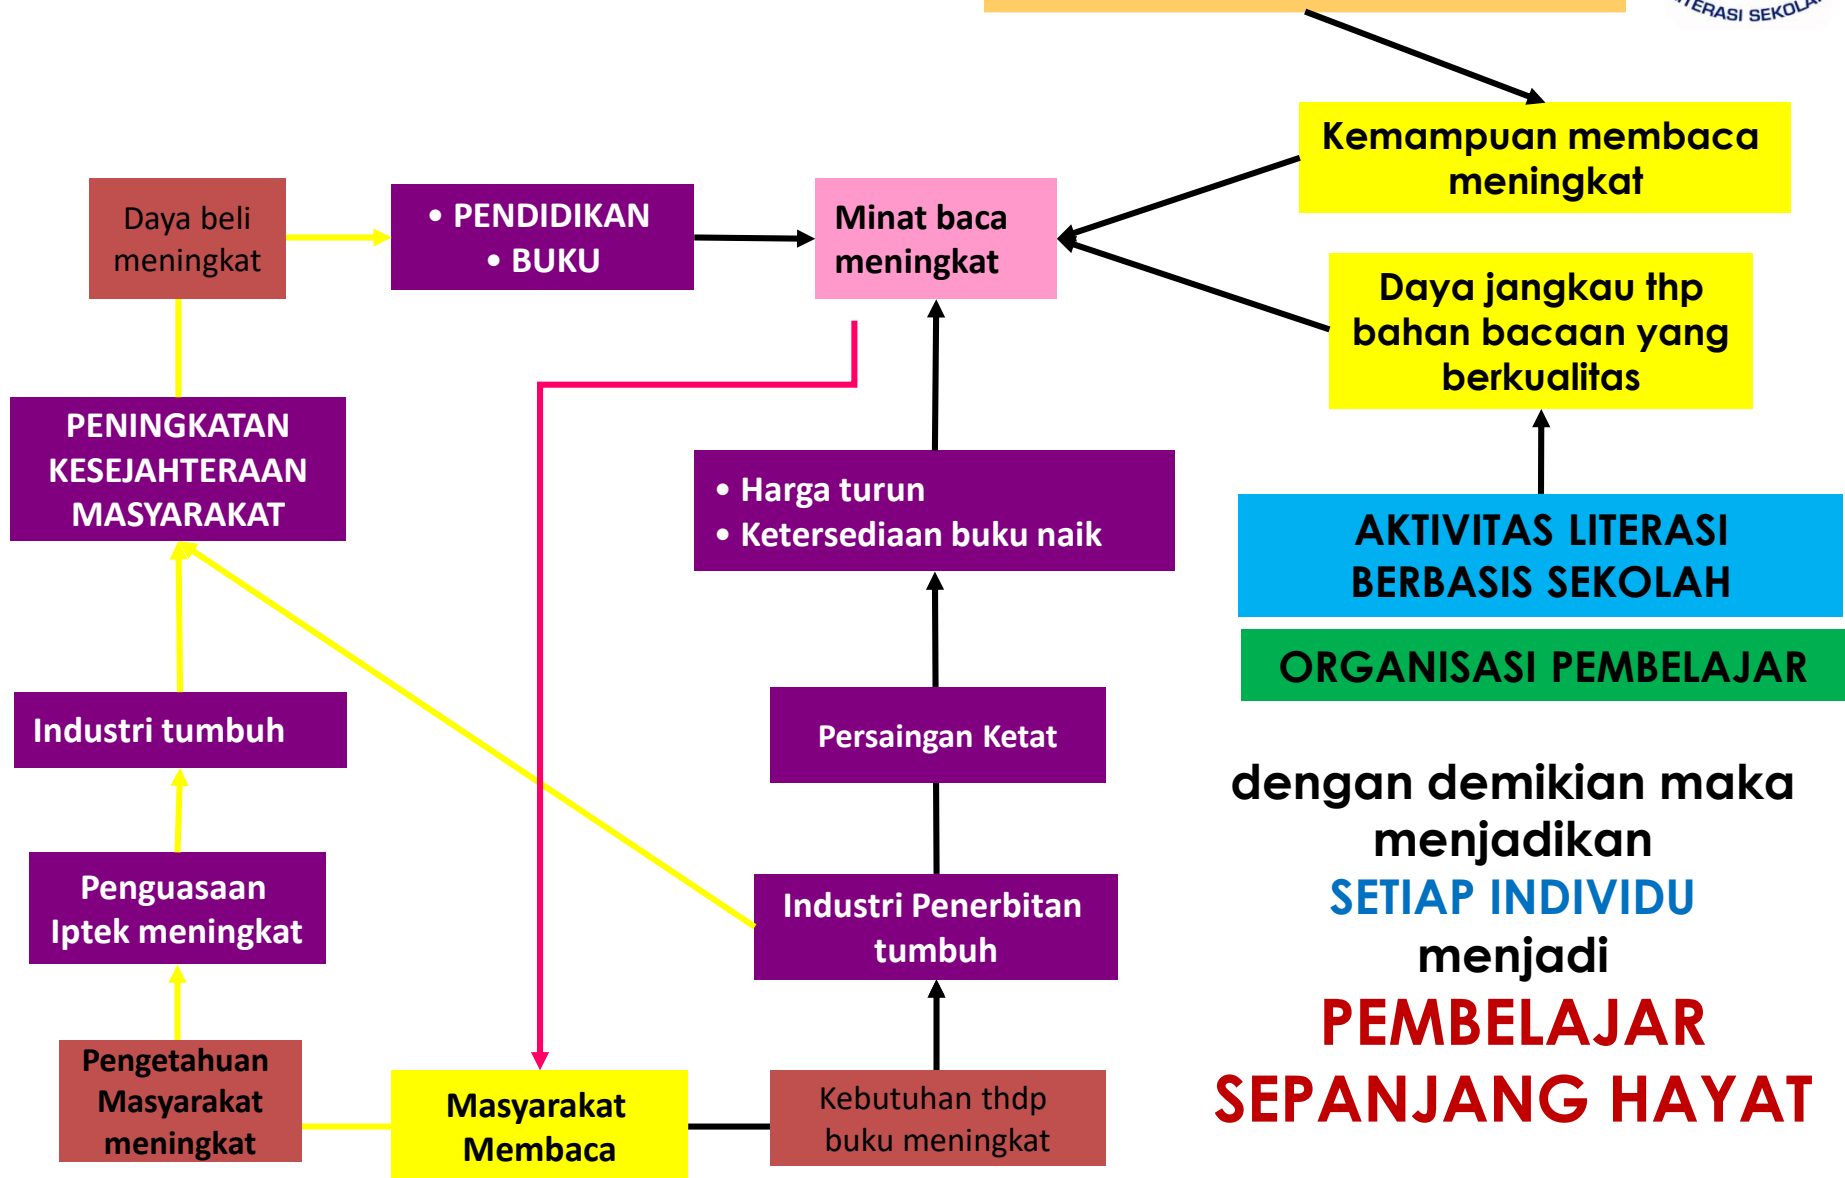 LITERASI SEKOLAH
Kemampuan membaca
meningkat
Daya beli
meningkat
• PENDIDIKAN
• BUKU
Minat baca
meningkat
Daya jangkau thp
bahan bacaan yang
berkualitas
PENINGKATAN
KESEJAHTERAAN
MASYARAKAT
• Harga turun
• Ketersediaan buku naik
AKTIVITAS LITERASI
BERBASIS SEKOLAH
ORGANISASI PEMBELAJAR
Industri tumbuh
Persaingan Ketat
dengan demikian maka
menjadikan
SETIAP INDIVIDU
menjadi
PEMBELAJAR
SEPANJANG HAYAT
Penguasaan
Iptek meningkat
Industri Penerbitan
tumbuh
Pengetahuan
Masyarakat
meningkat
Masyarakat
Membaca
Kebutuhan thdp
buku meningkat